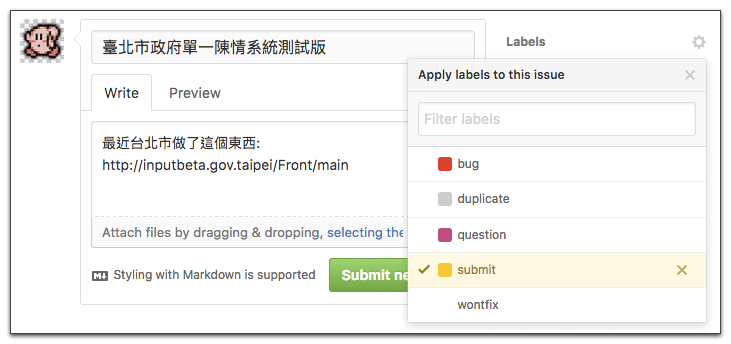 臺北市政府單一陳情系統測試版
Labels
Write
Preview
最近台北市做了這個東西:
http://inputbeta.gov.taipei/Front/main
Attach files by dragging & dropping, selecting the
Styling with Markdown is supported
Submit ne
Apply labels to this issue
Filter labels
bug
duplicate
question
submit
wontfix